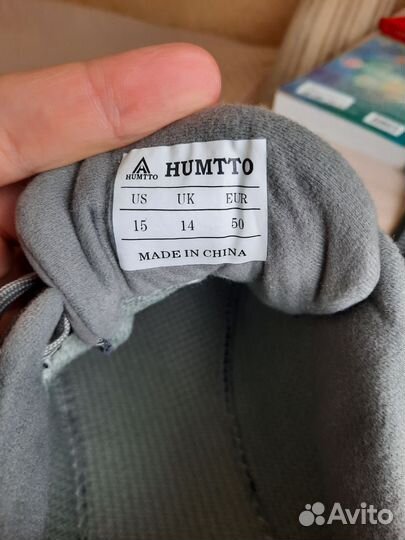 HUMTTO HUMTTO
US UK EUR
15 14 50
MADE IN CHINA
Avito